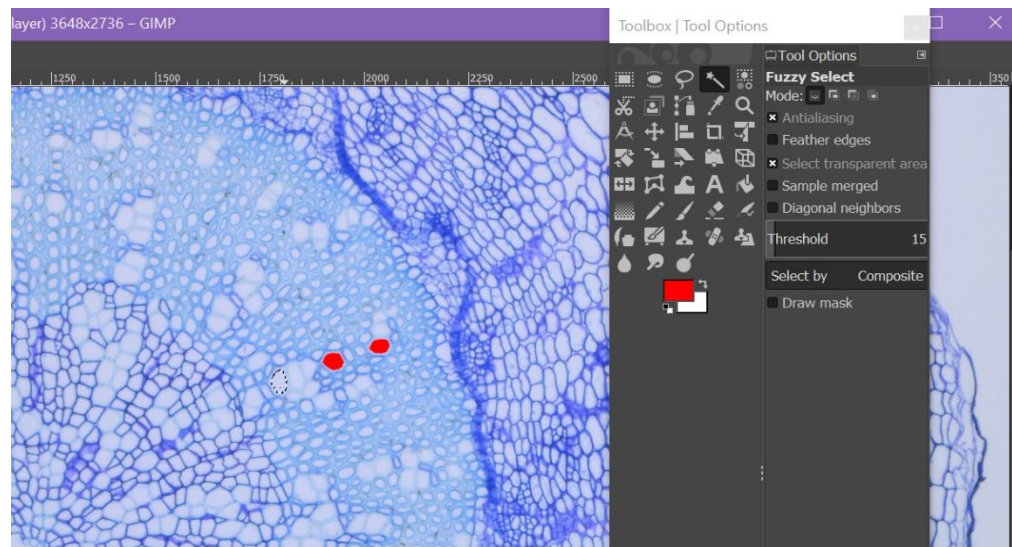 layer) 3648x2736 – GIMP
Toolbox | Tool Options
1250 1500 1750 2000 2250 2500 350
Tool Options
Fuzzy Select
Mode:
Antialiasing
Feather edges
Select transparent area
Sample merged
Diagonal neighbors
Threshold 15
Select by Composite
Draw mask